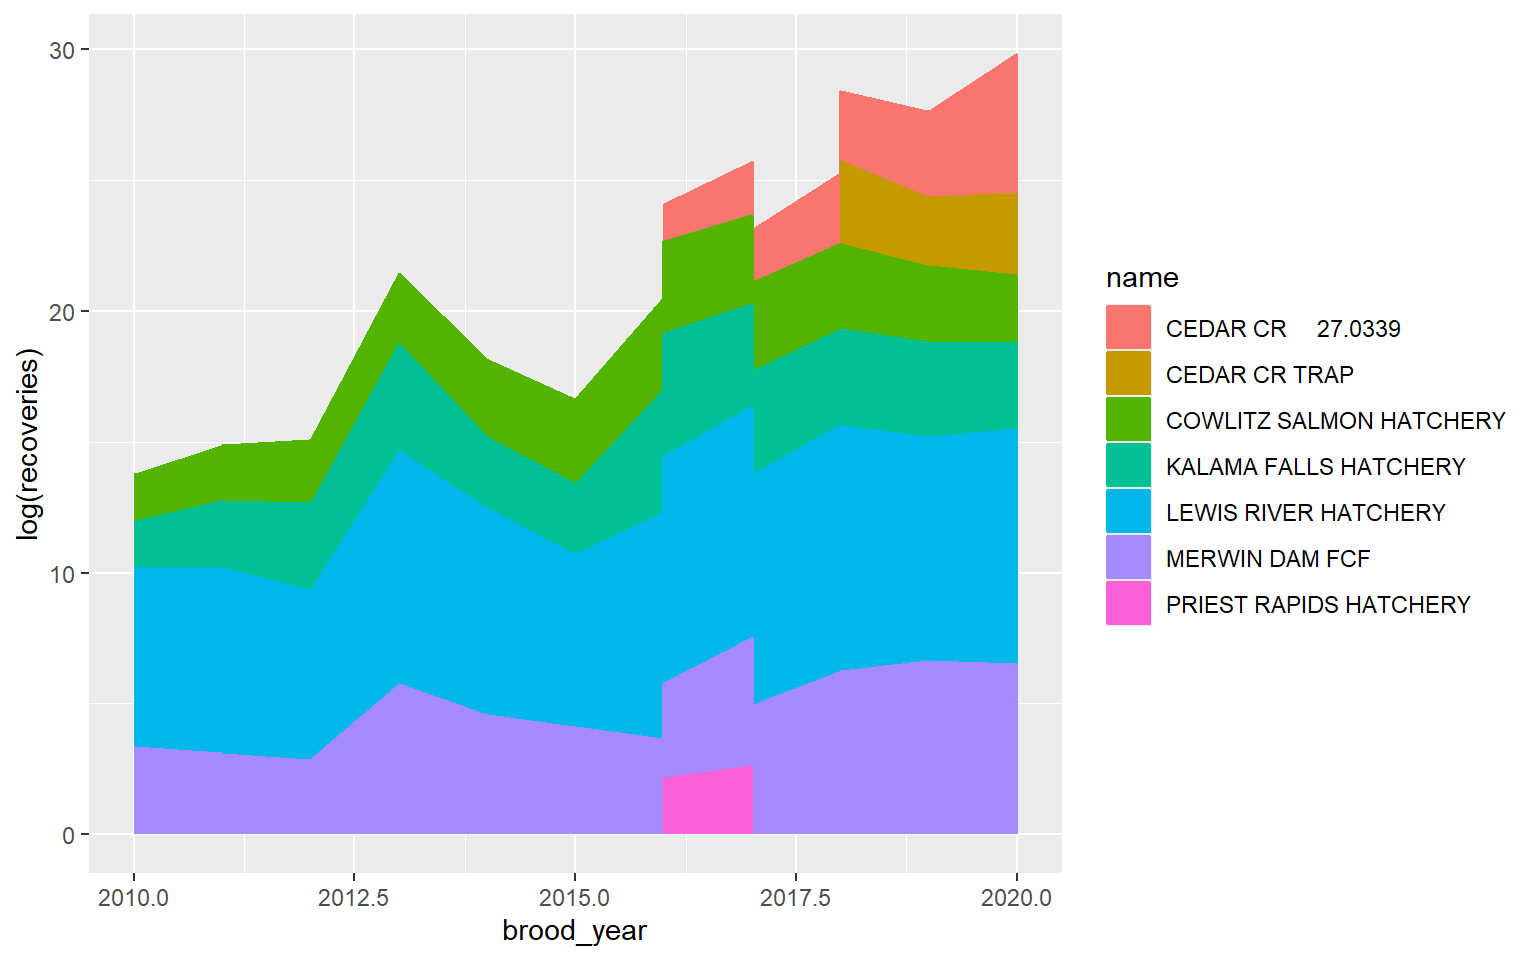 30
20
10
0
log(recoveries)
2010.0 2012.5 2015.0 2017.5 2020.0
brood_year
name
CEDAR CR     27.0339
CEDAR CR TRAP
COWLITZ SALMON HATCHERY
KALAMA FALLS HATCHERY
LEWIS RIVER HATCHERY
MERWIN DAM FCF
PRIEST RAPIDS HATCHERY